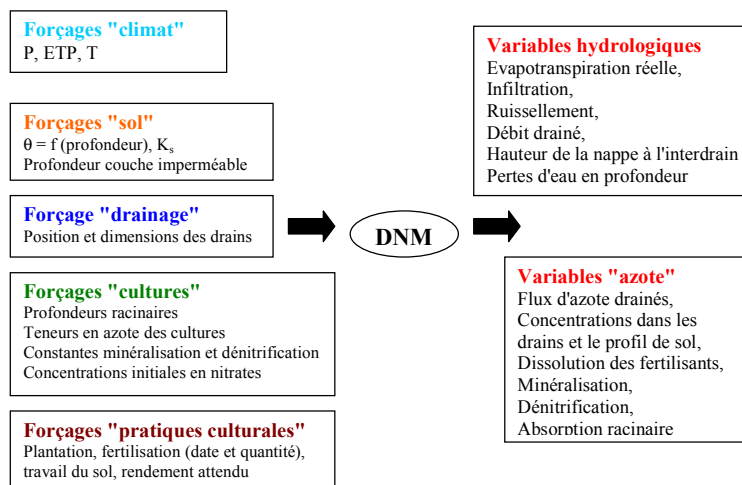 Forçages "climat"
P, ETP, T
Forçages "sol"
θ = f (profondeur), Ks
Profondeur couche imperméable
Forçage "drainage"
Position et dimensions des drains
Forçages "cultures"
Profondeurs racinaires
Teneurs en azote des cultures
Constantes minéralisation et dénitrification
Concentrations initiales en nitrates
Forçages "pratiques culturales"
Plantation, fertilisation (date et quantité),
travail du sol, rendement attendu
DNM
Variables hydrologiques
Evapotranspiration réelle,
Infiltration,
Ruissellement,
Débit drainé,
Hauteur de la nappe à l'interdrain
Pertes d'eau en profondeur
Variables "azote"
Flux d'azote drainés,
Concentrations dans les
drains et le profil de sol,
Dissolution des fertilisants,
Minéralisation,
Dénitrification,
Absorption racinaire